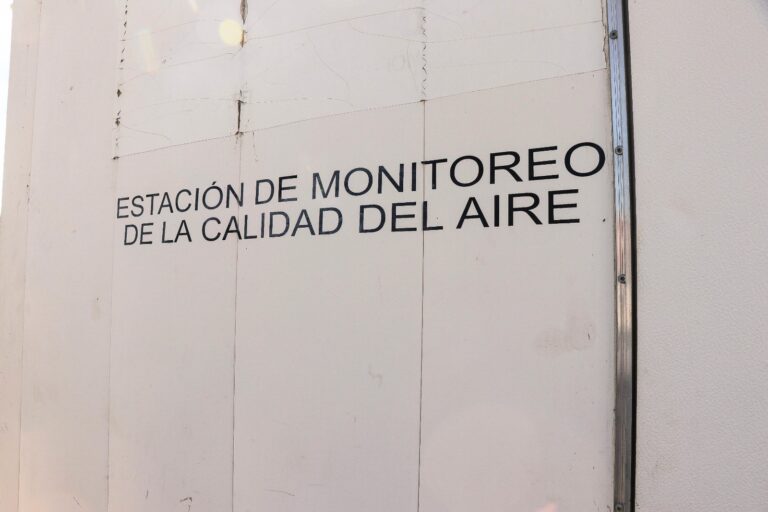 ESTACIÓN DE MONITOREO
DE LA CALIDAD DEL AIRE